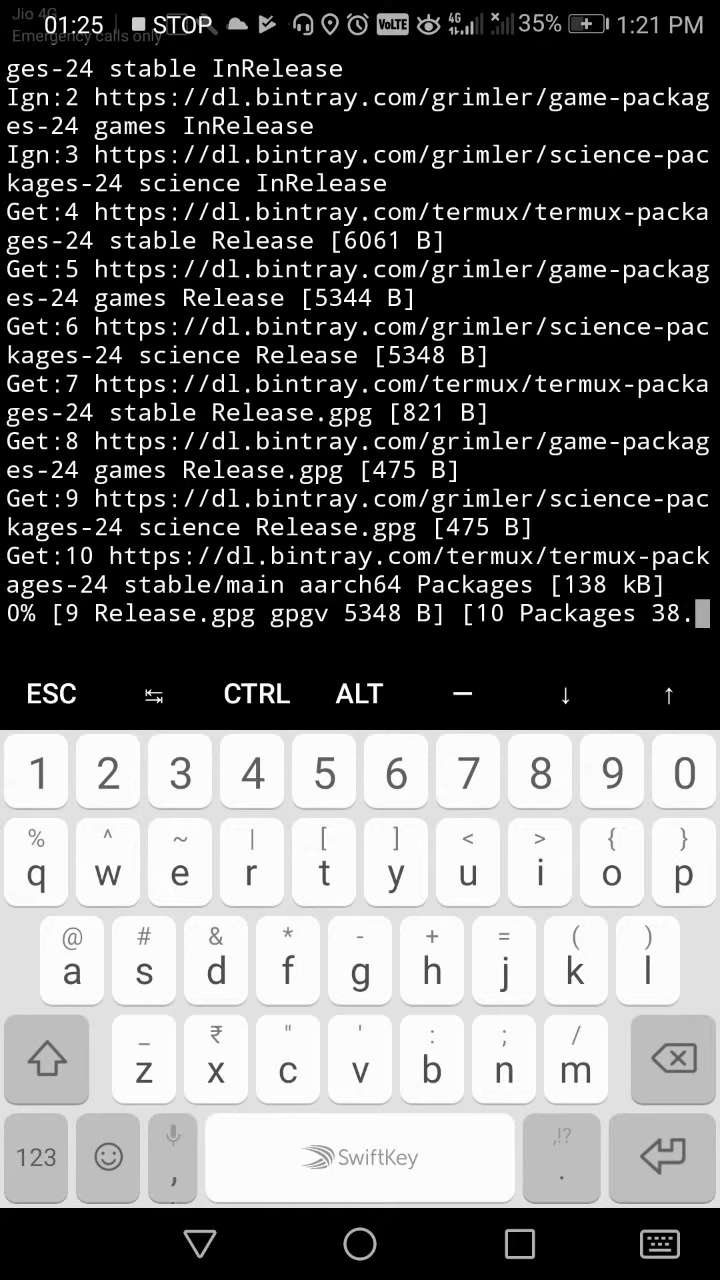 Jio 4G
Emergency calls only
01:25 STOP VoLTE 4G 35% 1:21 PM
ges-24 stable InRelease
Ign:2 https://dl.bintray.com/grimler/game-packag
es-24 games InRelease
Ign:3 https://dl.bintray.com/grimler/science-pac
kages-24 science InRelease
Get:4 https://dl.bintray.com/termux/termux-packa
ges-24 stable Release [6061 B]
Get:5 https://dl.bintray.com/grimler/game-packag
es-24 games Release [5344 B]
Get:6 https://dl.bintray.com/grimler/science-pac
kages-24 science Release [5348 B]
Get:7 https://dl.bintray.com/termux/termux-packa
ges-24 stable Release.gpg [821 B]
Get:8 https://dl.bintray.com/grimler/game-packag
es-24 games Release.gpg [475 B]
Get:9 https://dl.bintray.com/grimler/science-pac
kages-24 science Release.gpg [475 B]
Get:10 https://dl.bintray.com/termux/termux-pack
ages-24 stable/main aarch64 Packages [138 kB]
0% [9 Release.gpg gpgv 5348 B] [10 Packages 38.
ESC ↹ CTRL ALT — ↓ ↑
1 2 3 4 5 6 7 8 9 0
% ^ ~ | [ ] < > { }
q w e r t y u i o p
@ # & * - + = ( )
a s d f g h j k l
_ ₹ " ' : ; /
z x c v b n m
,!?
123 , SwiftKey .